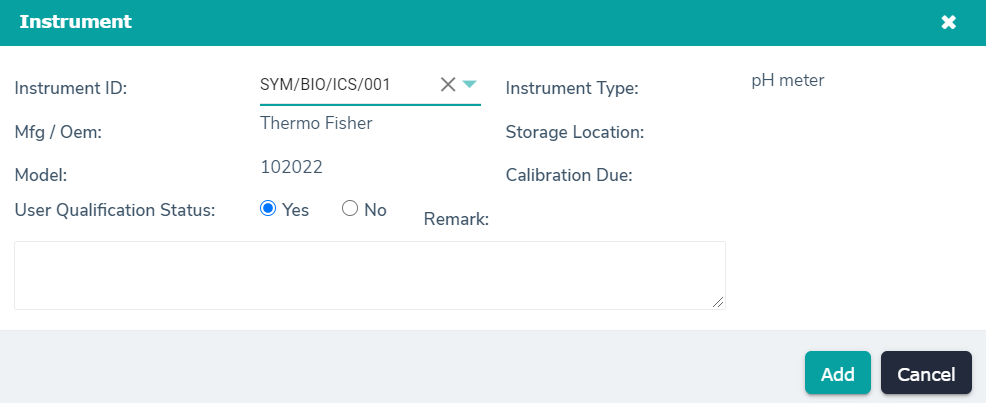 Instrument
Instrument ID: SYM/BIO/ICS/001 Instrument Type: pH meter
Mfg / Oem: Thermo Fisher Storage Location:
Model: 102022 Calibration Due:
User Qualification Status: Yes No Remark:
Add Cancel